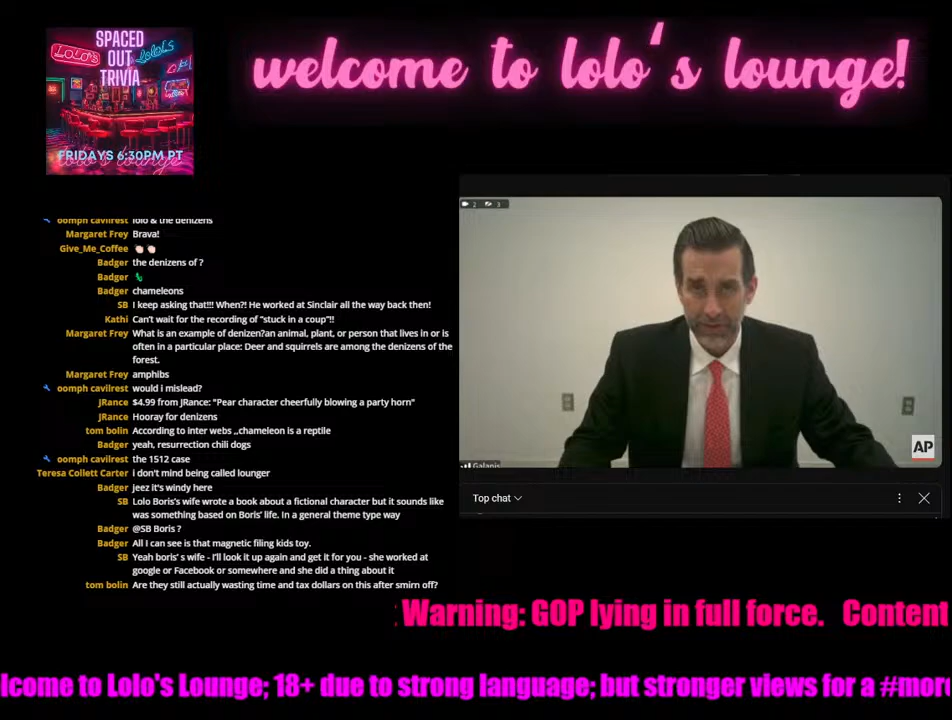 SPACED
OUT
TRIVIA
LOLO'S
LOLO'S
FRIDAYS 6:30PM PT
lolo's lounge
welcome to lolo's lounge!
oomph cavilrest lolo & the denizens
Margaret Frey Brava!
Give_Me_Coffee 👏🏻 👏🏻
Badger the denizens of ?
Badger 🦎
Badger chameleons
SB I keep asking that!!! When?! He worked at Sinclair all the way back then!
Kathi Can't wait for the recording of "stuck in a coup"!!
Margaret Frey What is an example of denizen?an animal, plant, or person that lives in or is
often in a particular place: Deer and squirrels are among the denizens of the
forest.
Margaret Frey amphibs
oomph cavilrest would i mislead?
JRance $4.99 from JRance: "Pear character cheerfully blowing a party horn"
JRance Hooray for denizens
tom bolin According to inter webs ,,chameleon is a reptile
Badger yeah, resurrection chili dogs
oomph cavilrest the 1512 case
Teresa Collett Carter i don't mind being called lounger
Badger jeez it's windy here
SB Lolo Boris's wife wrote a book about a fictional character but it sounds like
was something based on Boris' life. In a general theme type way
Badger @SB Boris ?
Badger All I can see is that magnetic filing kids toy.
SB Yeah boris' s wife - I'll look it up again and get it for you - she worked at
google or Facebook or somewhere and she did a thing about it
tom bolin Are they still actually wasting time and tax dollars on this after smirn off?
2 3
Galanis
AP
Top chat
: Warning: GOP lying in full force. Content
lcome to Lolo's Lounge; 18+ due to strong language; but stronger views for a #more